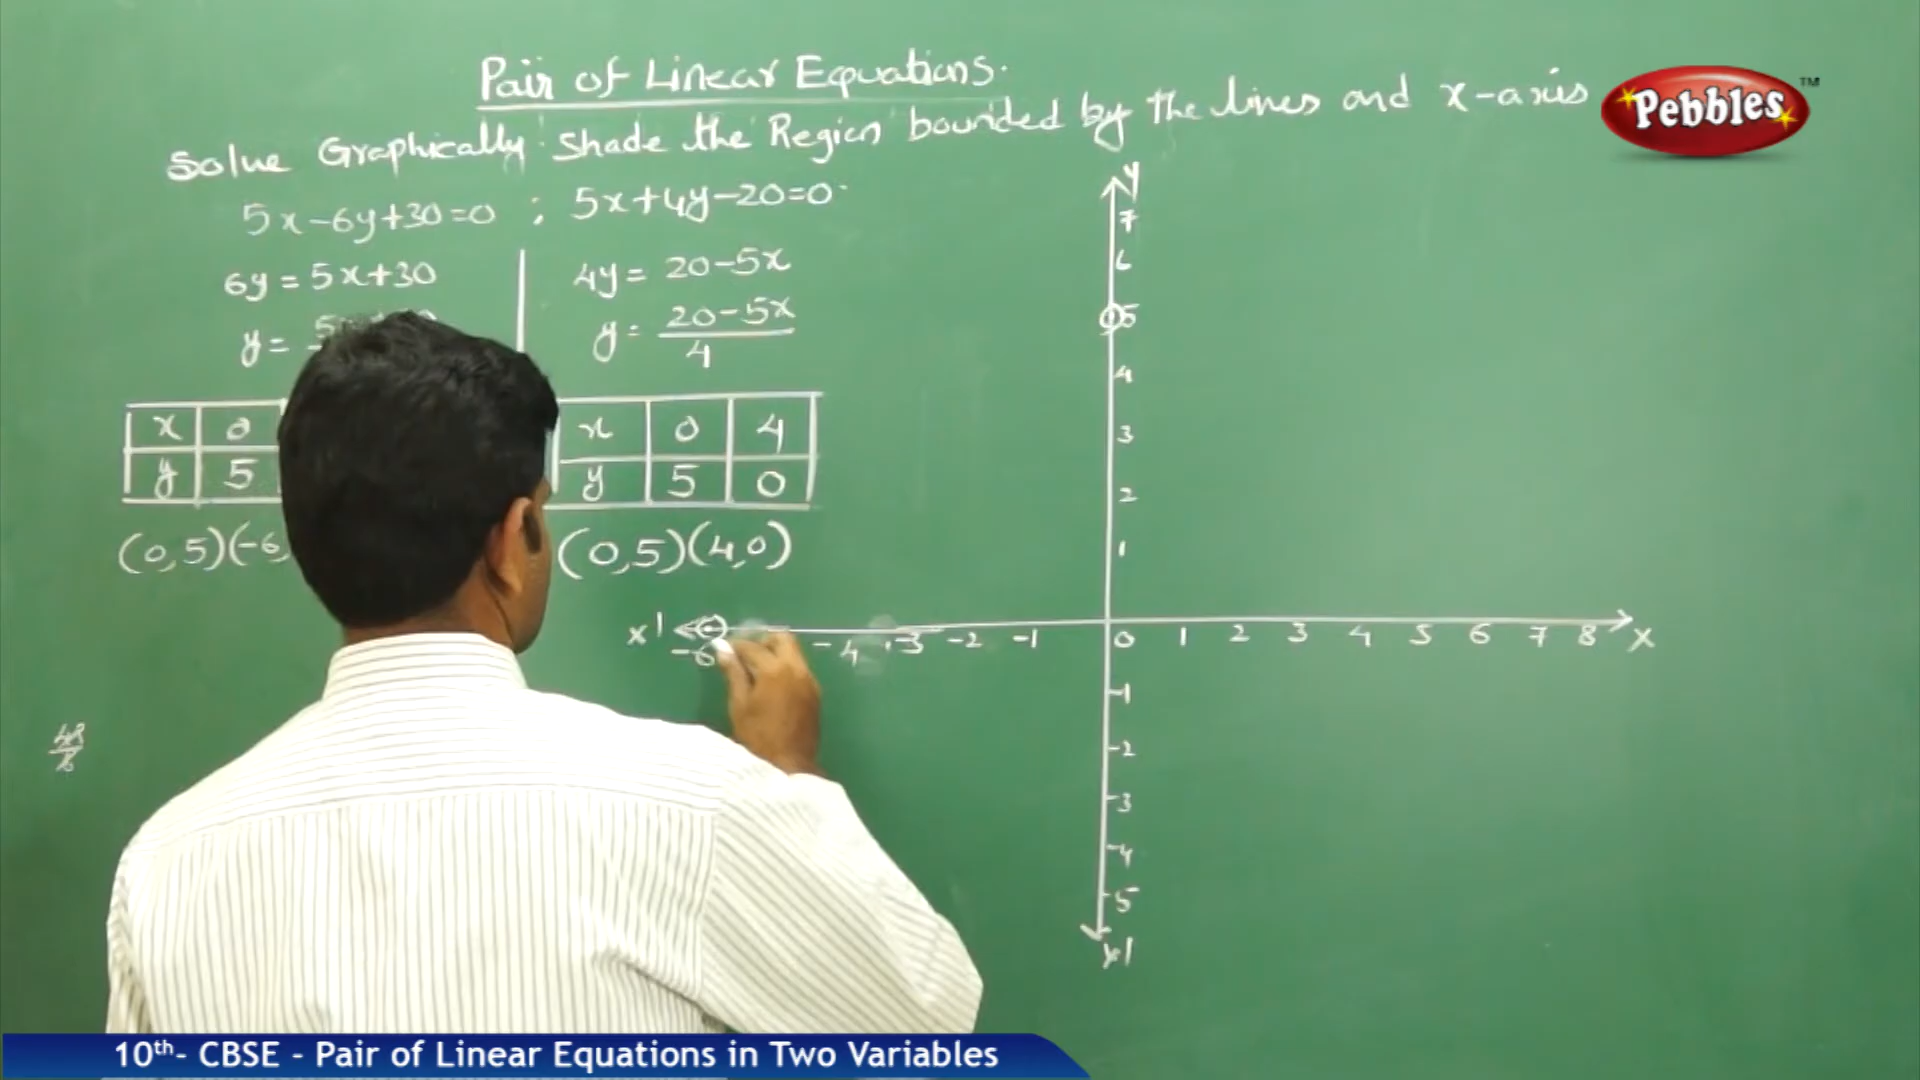 Pair of Linear Equations.
Solve Graphically. Shade the Region bounded by the lines and x-axis
Pebbles™
5x-6y+30=0 ; 5x+4y-20=0.
6y = 5x+30
y =
4y = 20-5x
y = 20-5x
4
x 0
y 5
x 0 4
y 5 0
(0,5)(-6,
(0,5)(4,0)
y
7
6
5
4
3
2
1
x' -6 -4 -3 -2 -1 0 1 2 3 4 5 6 7 8 x
-1
-2
-3
-4
-5
y'
10th- CBSE - Pair of Linear Equations in Two Variables